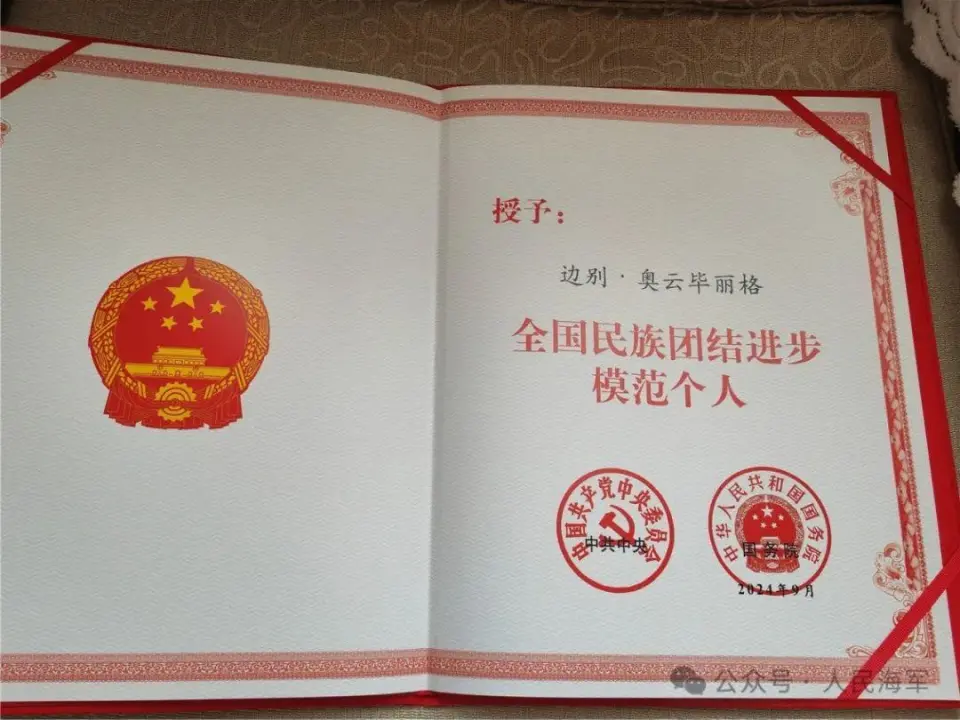 授予：
边别·奥云毕丽格
全国民族团结进步
模范个人
中国共产党中央委员会
中共中央
中华人民共和国国务院
国务院
2024年9月
公众号·人民海军